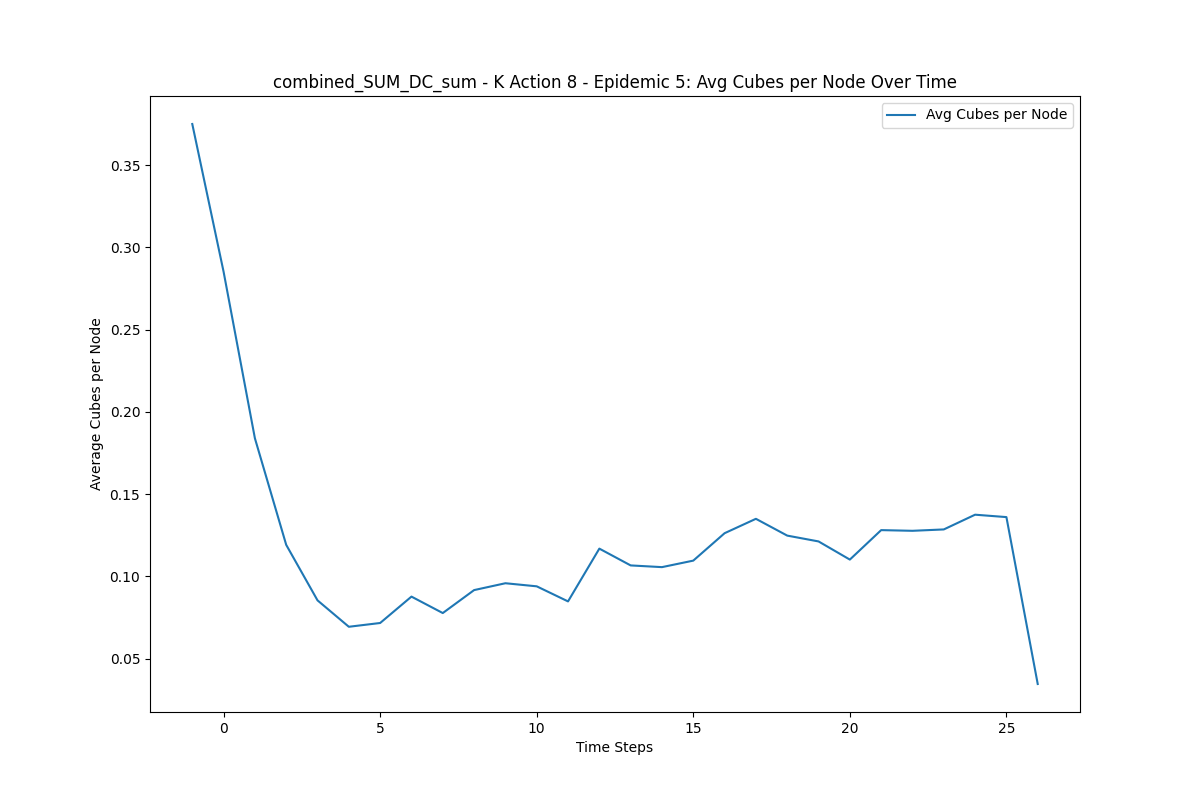 combined_SUM_DC_sum - K Action 8 - Epidemic 5: Avg Cubes per Node Over Time
Avg Cubes per Node
Average Cubes per Node
0.35
0.30
0.25
0.20
0.15
0.10
0.05
0 5 10 15 20 25
Time Steps